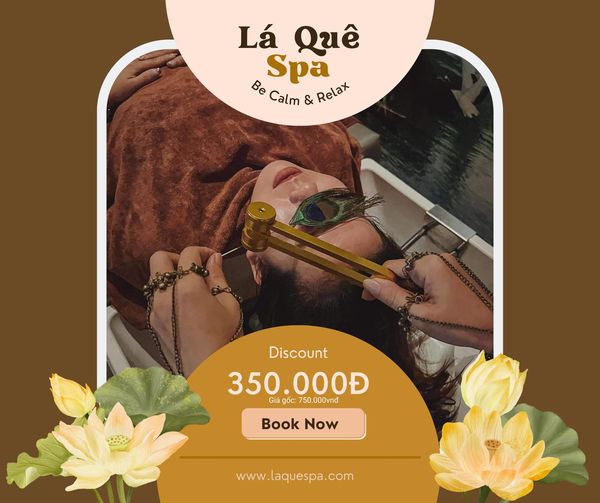 Lá Quê
Spa
Be Calm & Relax
Discount
350.000Đ
Giá gốc: 750.000vnđ
Book Now
www.laquespa.com